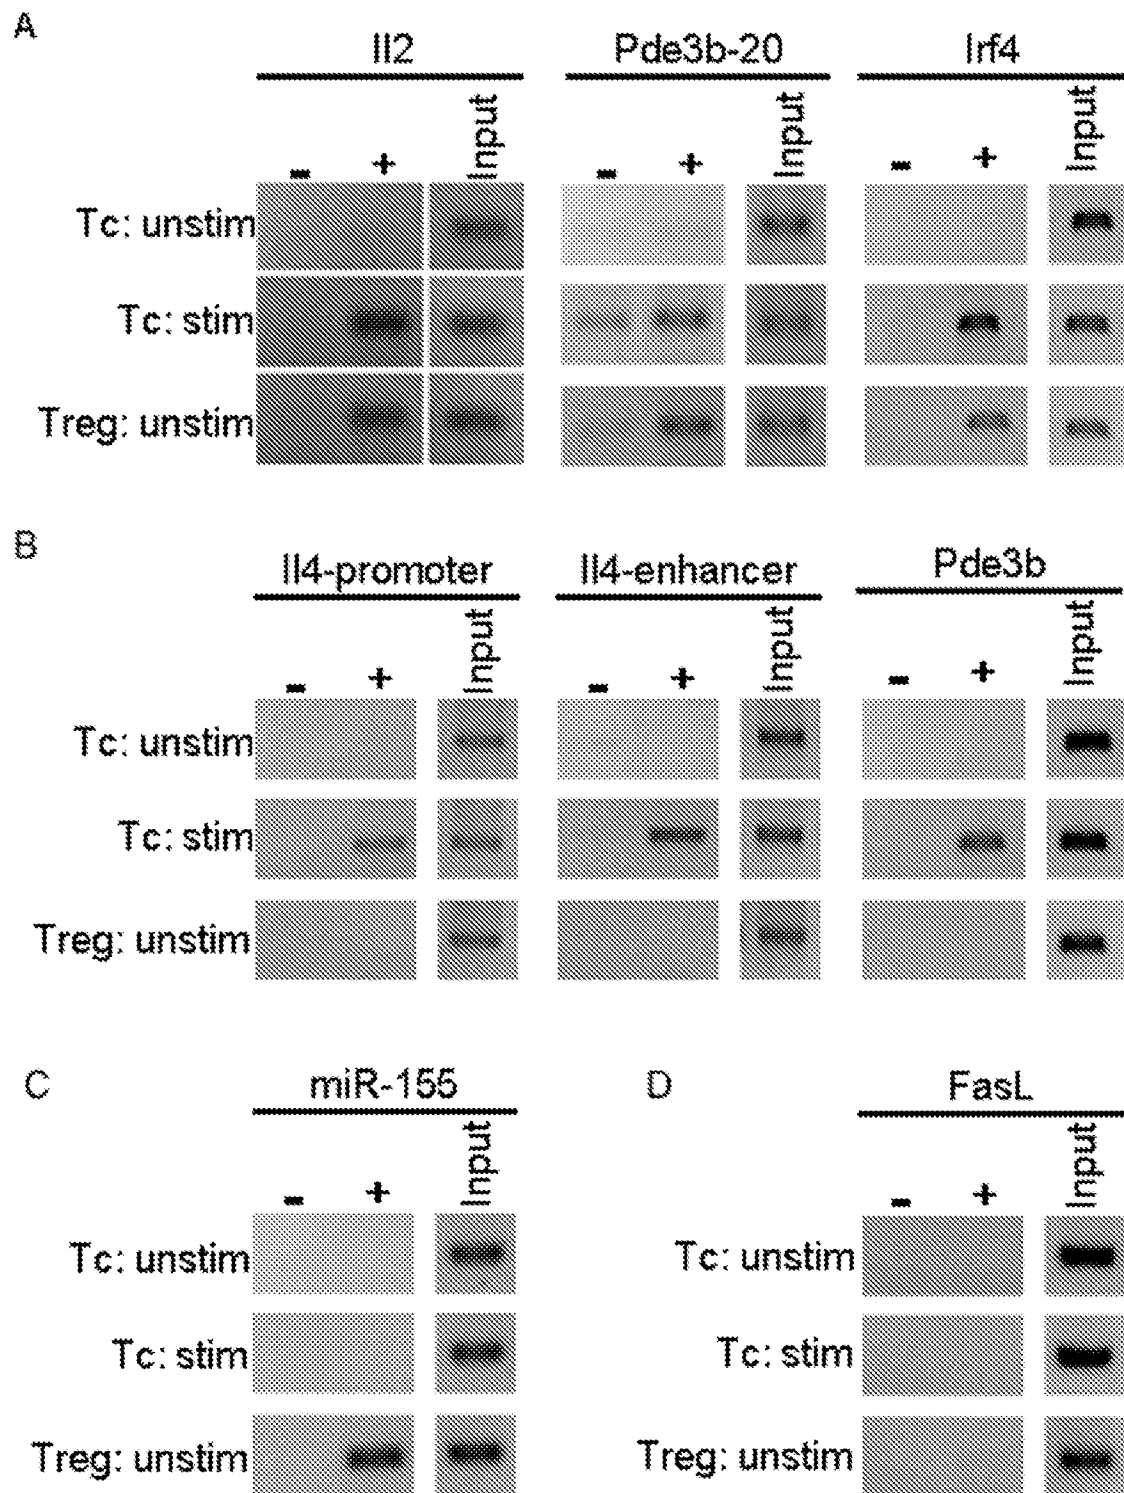 A
Il2 Pde3b-20 Irf4
- + Input - + Input - + Input
Tc: unstim
Tc: stim
Treg: unstim
B
Il4-promoter Il4-enhancer Pde3b
- + Input - + Input - + Input
Tc: unstim
Tc: stim
Treg: unstim
C miR-155 D FasL
- + Input - + Input
Tc: unstim Tc: unstim
Tc: stim Tc: stim
Treg: unstim Treg: unstim